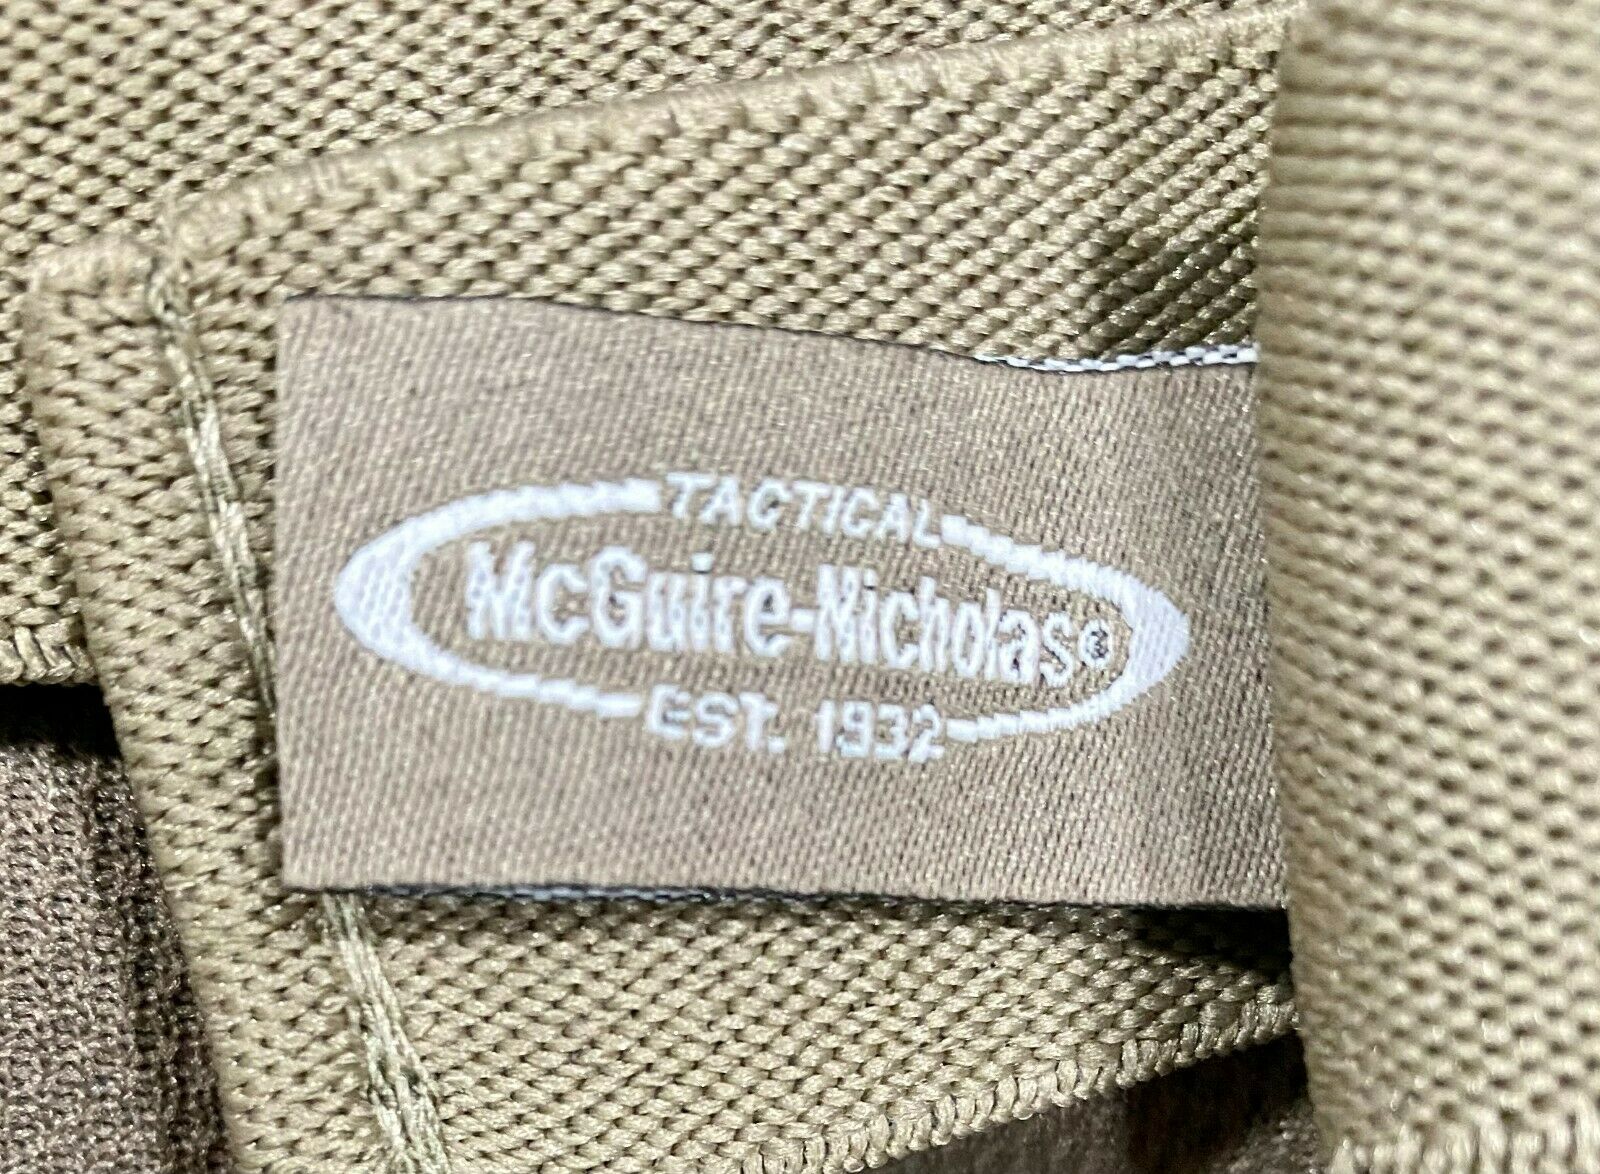 TACTICAL
McGuire-Nicholas®
EST. 1932